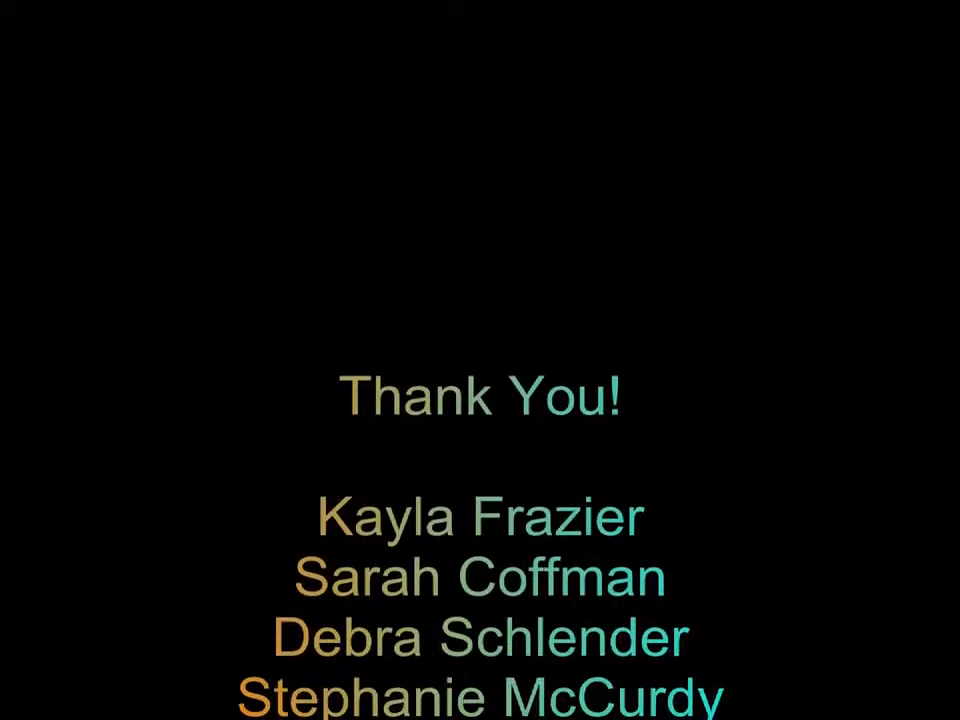 Thank You!
Kayla Frazier
Sarah Coffman
Debra Schlender
Stephanie McCurdy